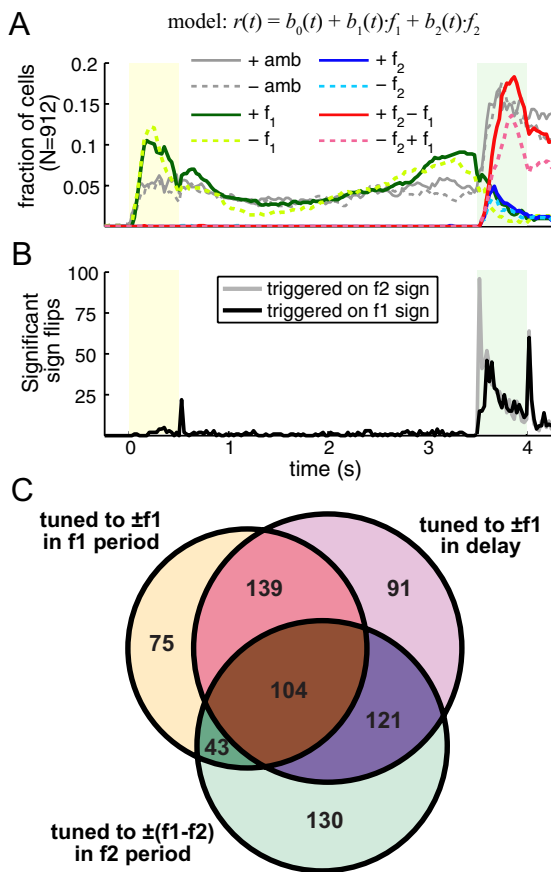 A
model: r(t) = b₀(t) + b₁(t)·f₁ + b₂(t)·f₂
+ amb
− amb
+ f₁
− f₁
+ f₂
− f₂
+ f₂ − f₁
− f₂ + f₁
fraction of cells
(N=912)
0.2
0.15
0.1
0.05
B
Significant
sign flips
100
75
50
25
triggered on f2 sign
triggered on f1 sign
0
1
2
3
4
time (s)
C
tuned to ±f1
in f1 period
tuned to ±f1
in delay
139
91
75
104
121
43
130
tuned to ±(f1-f2)
in f2 period